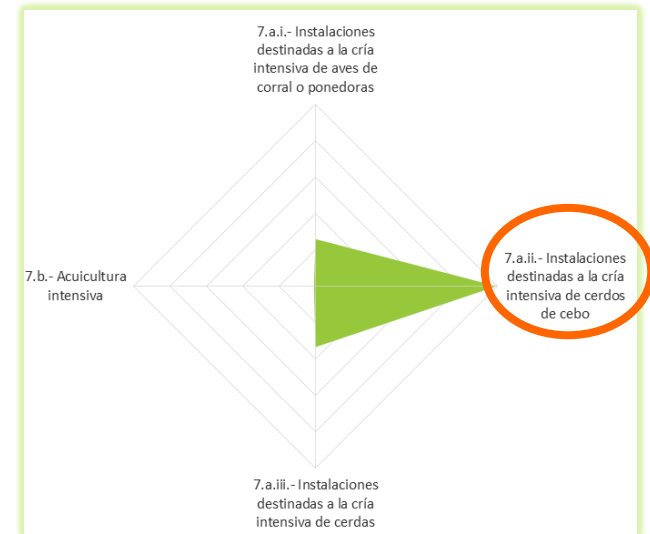 7.a.i.- Instalaciones
destinadas a la cría
intensiva de aves de
corral o ponedoras
7.b.- Acuicultura
intensiva
7.a.ii.- Instalaciones
destinadas a la cría
intensiva de cerdos
de cebo
7.a.iii.- Instalaciones
destinadas a la cría
intensiva de cerdas